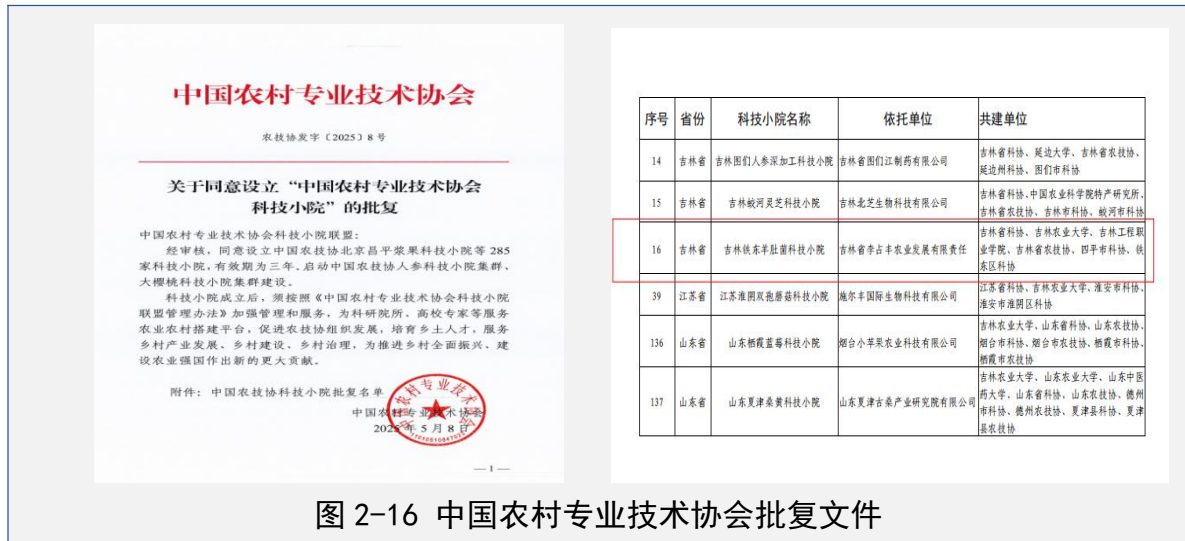 中国农村专业技术协会
农技协发字〔2025〕8号
关于同意设立“中国农村专业技术协会
科技小院”的批复
中国农村专业技术协会科技小院联盟:
经审核,同意设立中国农技协北京昌平浆果科技小院等 285
家科技小院,有效期为三年。启动中国农技协人参科技小院集群、
大樱桃科技小院集群建设。
科技小院成立后,须按照《中国农村专业技术协会科技小院
联盟管理办法》加强管理和服务,为科研院所、高校专家等服务
农业农村搭建平台,促进农技协组织发展,培育乡土人才,服务
乡村产业发展、乡村建设、乡村治理,为推进乡村全面振兴、建
设农业强国作出新的更大贡献。
附件:中国农技协科技小院批复名单
中国农村专业技术协会
2025年5月8日
—1—
序号 省份 科技小院名称 依托单位 共建单位
14 吉林省 吉林图们人参深加工科技小院 吉林省图们江制药有限公司 吉林省科协、延边大学、吉林省农技协、
延边州科协、图们市科协
15 吉林省 吉林蛟河灵芝科技小院 吉林北芝生物科技有限公司 吉林省科协、中国农业科学院特产研究所、
吉林省农技协、吉林市科协、蛟河市科协
16 吉林省 吉林铁东羊肚菌科技小院 吉林省李占丰农业发展有限责任 吉林省科协、吉林农业大学、吉林工程职
业学院、吉林省农技协、四平市科协、铁
东区科协
39 江苏省 江苏淮阴双孢蘑菇科技小院 施尔丰国际生物科技有限公司 江苏省科协、吉林农业大学、淮安市科协、
淮安市淮阴区科协
136 山东省 山东栖霞蓝莓科技小院 烟台小苹果农业科技有限公司 吉林农业大学、山东省科协、山东农技协、
烟台市科协、烟台市农技协、栖霞市科协、
栖霞市农技协
137 山东省 山东夏津桑黄科技小院 山东夏津古桑产业研究院有限公司 吉林农业大学、山东农业大学、山东中医
药大学、山东省科协、山东农技协、德州
市科协、德州农技协、夏津县科协、夏津
县农技协
图 2-16 中国农村专业技术协会批复文件